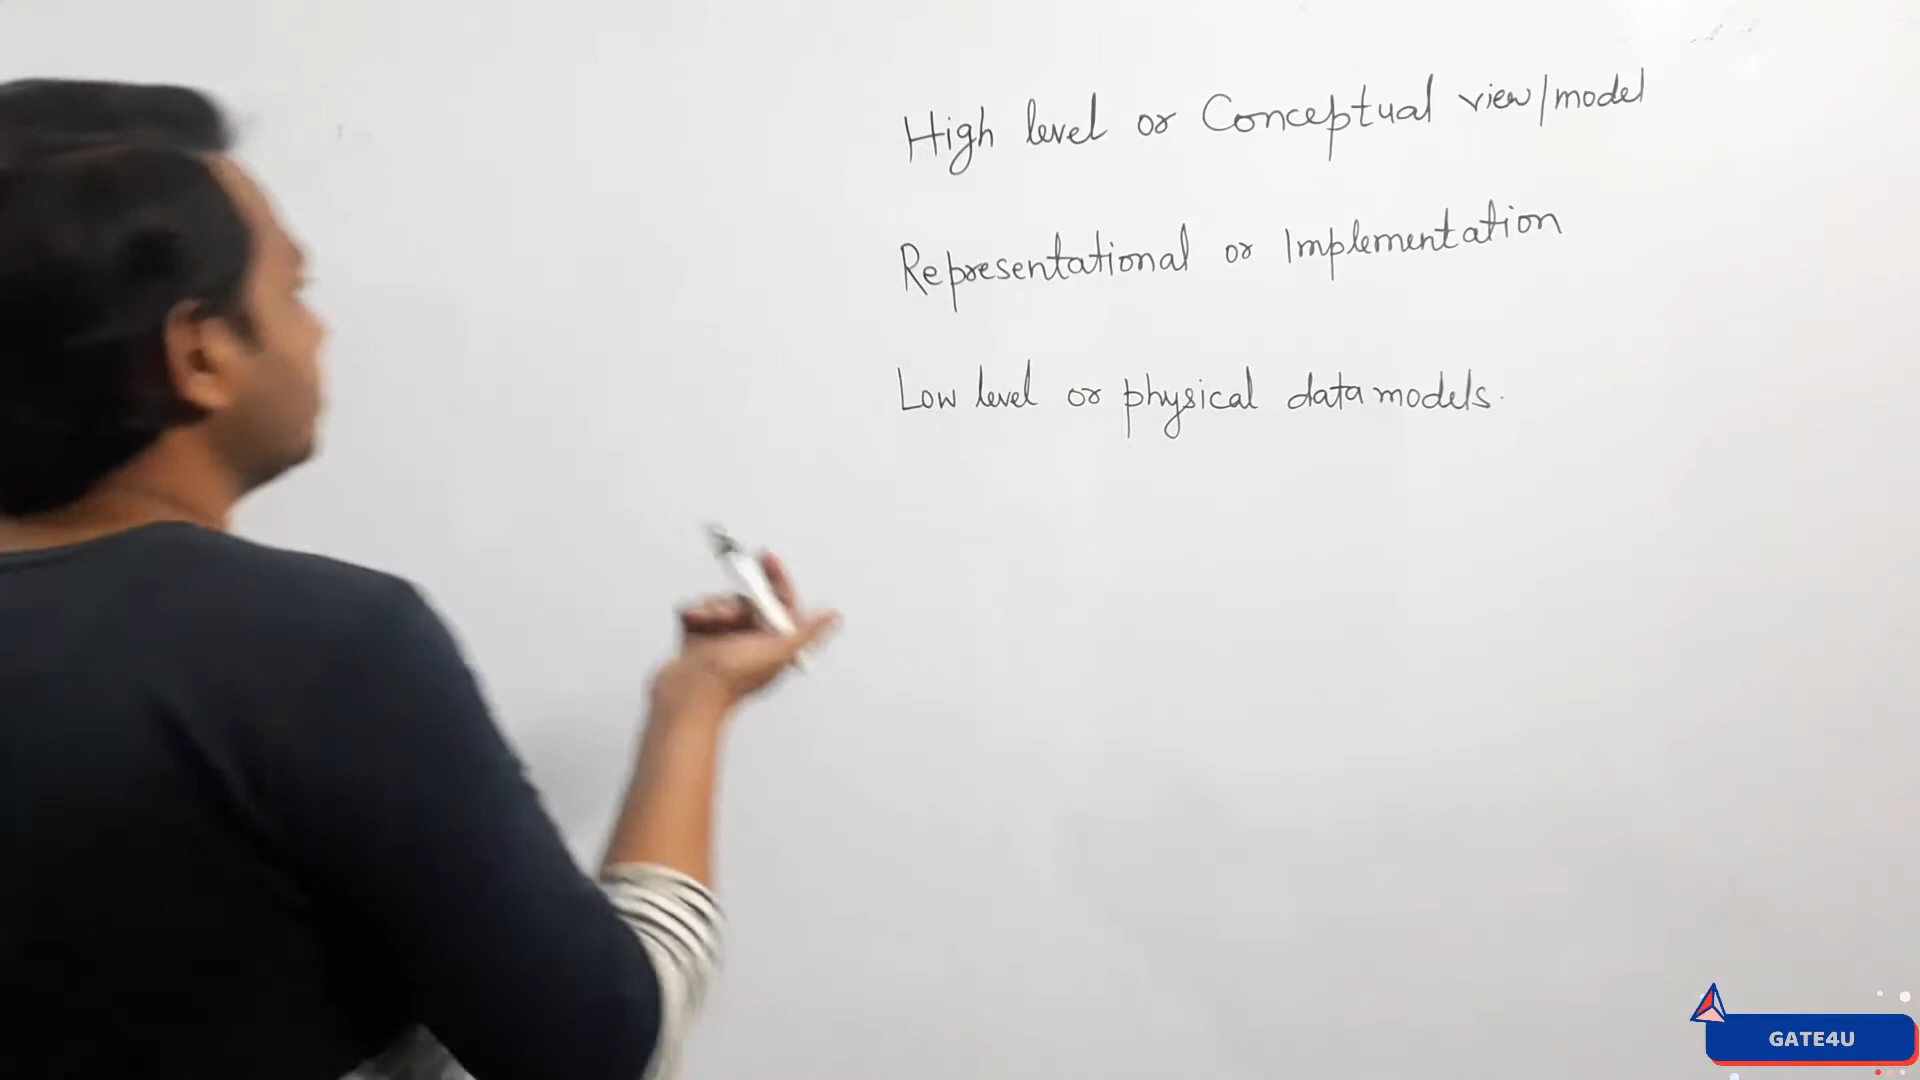 High level or Conceptual view/model
Representational or Implementation
Low level or physical data models.
GATE4U